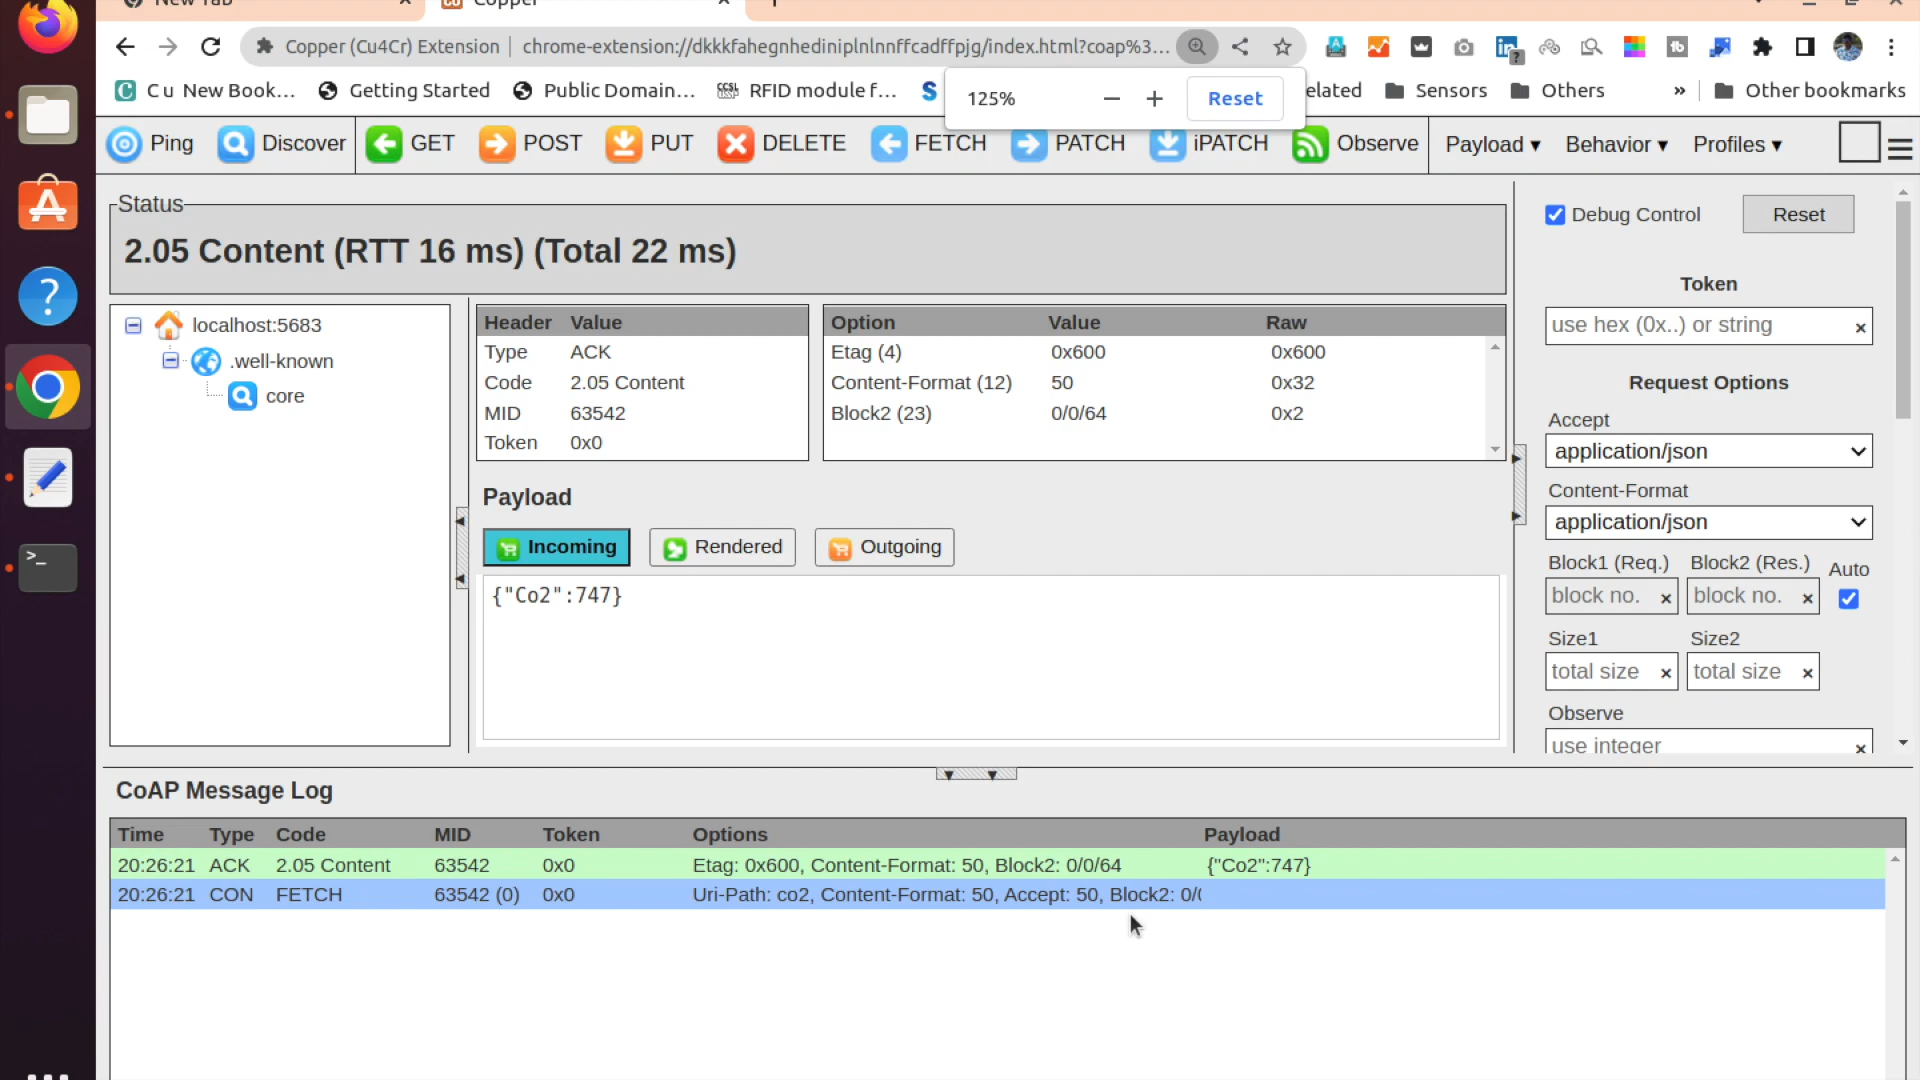 New Tab
Copper
Copper (Cu4Cr) Extension | chrome-extension://dkkkfahegnhediniplnlnnffcadffpjg/index.html?coap%3...
C u New Book... Getting Started Public Domain... RFID module f... elated Sensors Others » Other bookmarks
125% − + Reset
Ping Discover GET POST PUT DELETE FETCH PATCH iPATCH Observe Payload ▾ Behavior ▾ Profiles ▾
Status
2.05 Content (RTT 16 ms) (Total 22 ms)
localhost:5683
.well-known
core
Header Value
Type ACK
Code 2.05 Content
MID 63542
Token 0x0
Option Value Raw
Etag (4) 0x600 0x600
Content-Format (12) 50 0x32
Block2 (23) 0/0/64 0x2
Payload
Incoming Rendered Outgoing
{"Co2":747}
Debug Control Reset
Token
use hex (0x..) or string ×
Request Options
Accept
application/json
Content-Format
application/json
Block1 (Req.) Block2 (Res.) Auto
block no. × block no. ×
Size1 Size2
total size × total size ×
Observe
use integer ×
CoAP Message Log
Time Type Code MID Token Options Payload
20:26:21 ACK 2.05 Content 63542 0x0 Etag: 0x600, Content-Format: 50, Block2: 0/0/64 {"Co2":747}
20:26:21 CON FETCH 63542 (0) 0x0 Uri-Path: co2, Content-Format: 50, Accept: 50, Block2: 0/